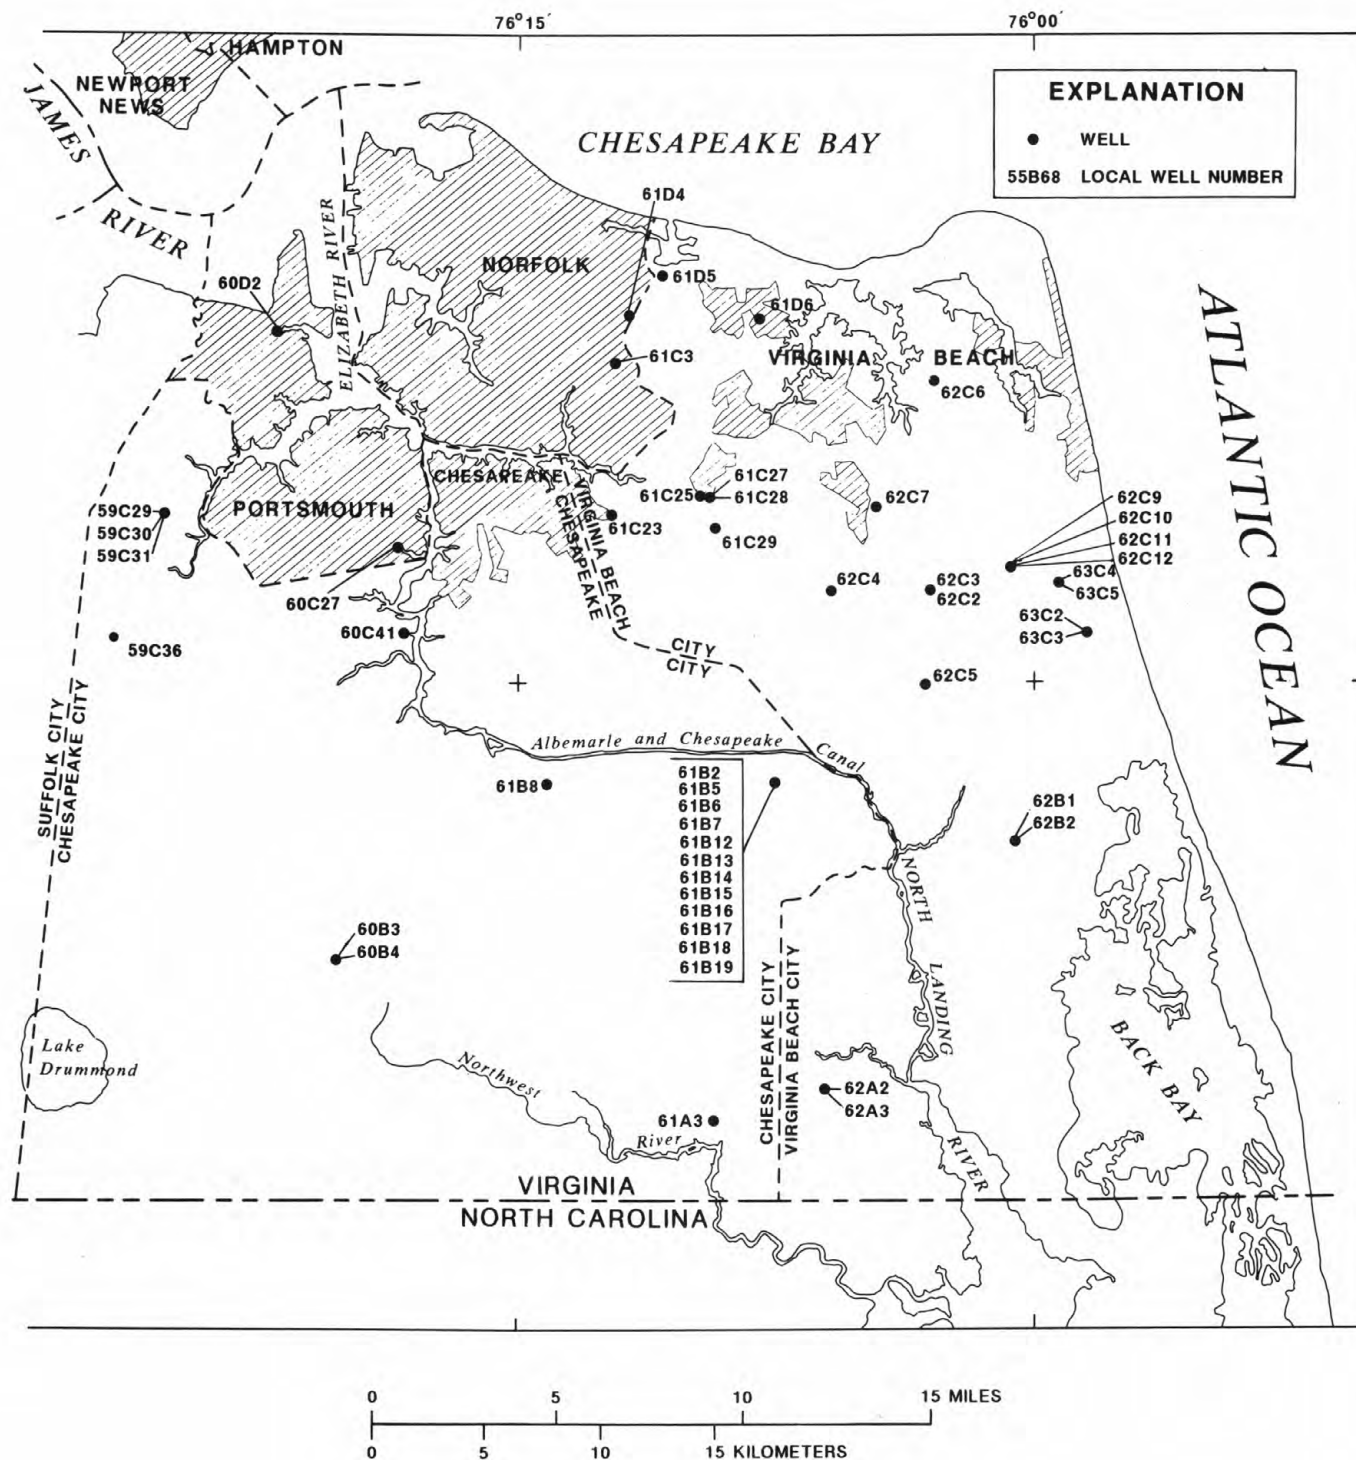 76°15′
76°00′
HAMPTON
NEWPORT
NEWS
JAMES
RIVER
EXPLANATION
WELL
55B68 LOCAL WELL NUMBER
CHESAPEAKE BAY
61D4
ELIZABETH RIVER
NORFOLK
61D5
60D2
61D6
61C3
VIRGINIA BEACH
62C6
ATLANTIC OCEAN
CHESAPEAKE
61C27
61C25
61C28
62C7
62C9
62C10
62C11
62C12
59C29
59C30
59C31
PORTSMOUTH
61C23
61C29
VIRGINIA BEACH
CHESAPEAKE
60C27
62C4
62C3
62C2
63C4
63C5
63C2
63C3
60C41
59C36
CITY
CITY
62C5
SUFFOLK CITY
CHESAPEAKE CITY
Albemarle and Chesapeake Canal
61B8
61B2
61B5
61B6
61B7
61B12
61B13
61B14
61B15
61B16
61B17
61B18
61B19
62B1
62B2
NORTH
LANDING
RIVER
60B3
60B4
CHESAPEAKE CITY
VIRGINIA BEACH CITY
BACK BAY
Lake
Drummond
Northwest
River
61A3
62A2
62A3
VIRGINIA
NORTH CAROLINA
0 5 10 15 MILES
0 5 10 15 KILOMETERS